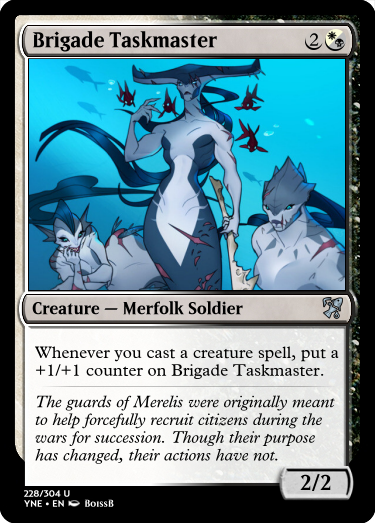 Brigade Taskmaster 2
Creature — Merfolk Soldier
Whenever you cast a creature spell, put a
+1/+1 counter on Brigade Taskmaster.
The guards of Merelis were originally meant
to help forcefully recruit citizens during the
wars for succession. Though their purpose
has changed, their actions have not.
2/2
228/304 U
YNE • EN Boissß